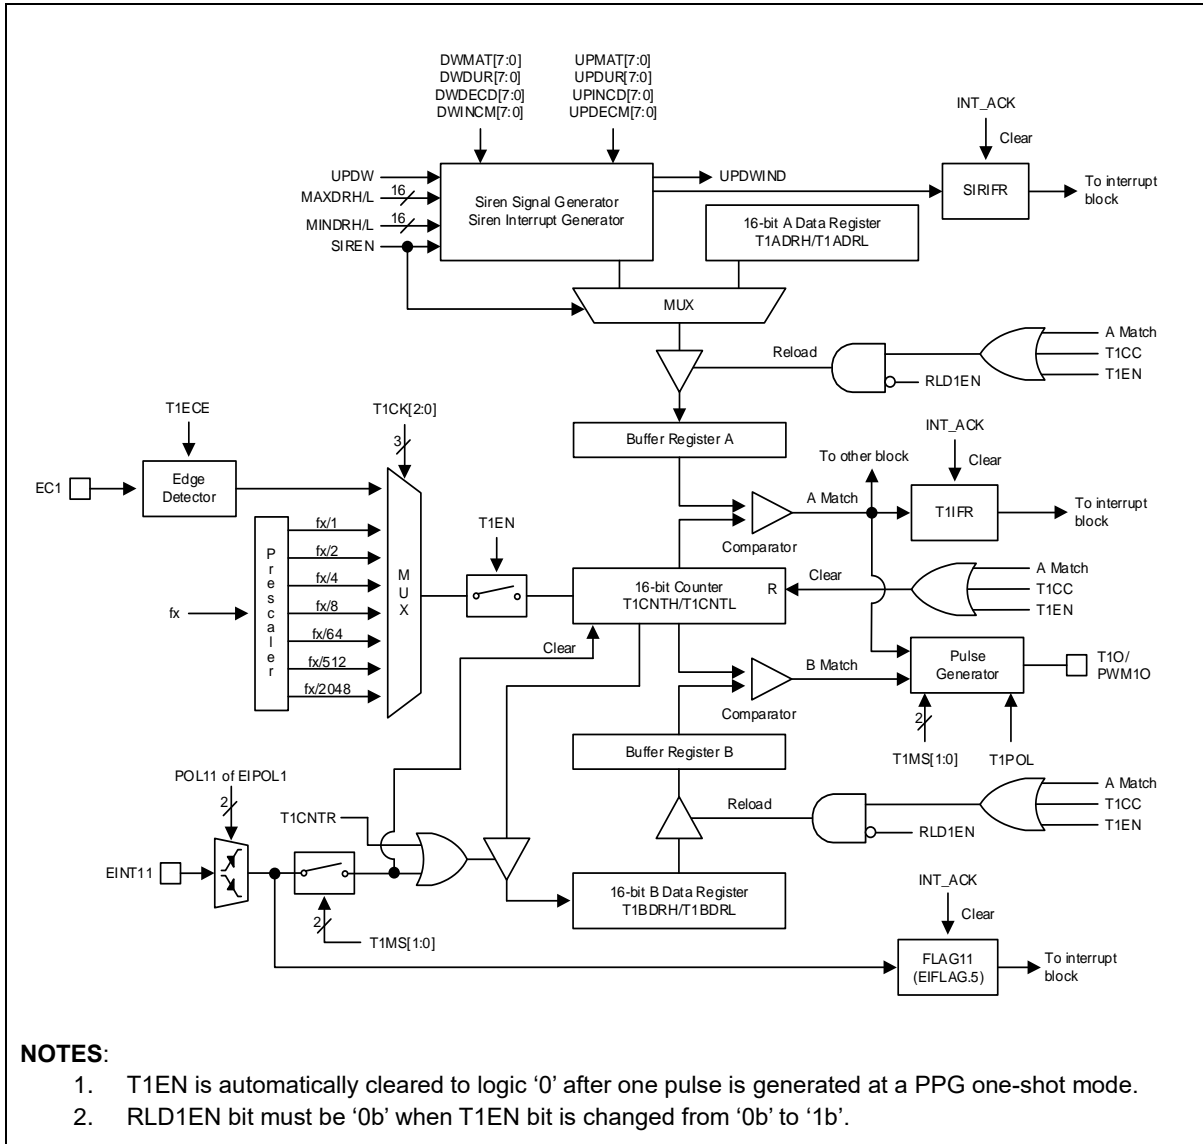 DWMAT[7:0]
DWDUR[7:0]
DWDECD[7:0]
DWINCM[7:0]
UPMAT[7:0]
UPDUR[7:0]
UPINCD[7:0]
UPDECM[7:0]
INT_ACK
Clear
UPDW
MAXDRH/L
16
MINDRH/L
16
SIREN
Siren Signal Generator
Siren Interrupt Generator
UPDWIND
SIRIFR
To interrupt
block
16-bit A Data Register
T1ADRH/T1ADRL
MUX
Reload
RLD1EN
A Match
T1CC
T1EN
T1ECE
T1CK[2:0]
3
Buffer Register A
INT_ACK
Clear
To other block
EC1
Edge
Detector
A Match
T1IFR
To interrupt
block
Comparator
fx
Prescaler
fx/1
fx/2
fx/4
fx/8
fx/64
fx/512
fx/2048
MUX
T1EN
16-bit Counter
T1CNTH/T1CNTL
R
Clear
A Match
T1CC
T1EN
Clear
B Match
Comparator
Pulse
Generator
T1O/
PWM1O
2
T1MS[1:0]
T1POL
Buffer Register B
POL11 of EIPOL1
2
T1CNTR
Reload
RLD1EN
A Match
T1CC
T1EN
EINT11
2
T1MS[1:0]
16-bit B Data Register
T1BDRH/T1BDRL
INT_ACK
Clear
FLAG11
(EIFLAG.5)
To interrupt
block
NOTES:
1. T1EN is automatically cleared to logic ‘0’ after one pulse is generated at a PPG one-shot mode.
2. RLD1EN bit must be ‘0b’ when T1EN bit is changed from ‘0b’ to ‘1b’.